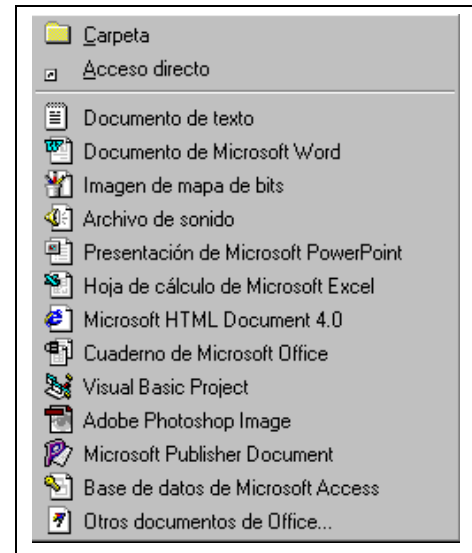 Carpeta
Acceso directo
Documento de texto
Documento de Microsoft Word
Imagen de mapa de bits
Archivo de sonido
Presentación de Microsoft PowerPoint
Hoja de cálculo de Microsoft Excel
Microsoft HTML Document 4.0
Cuaderno de Microsoft Office
Visual Basic Project
Adobe Photoshop Image
Microsoft Publisher Document
Base de datos de Microsoft Access
Otros documentos de Office...